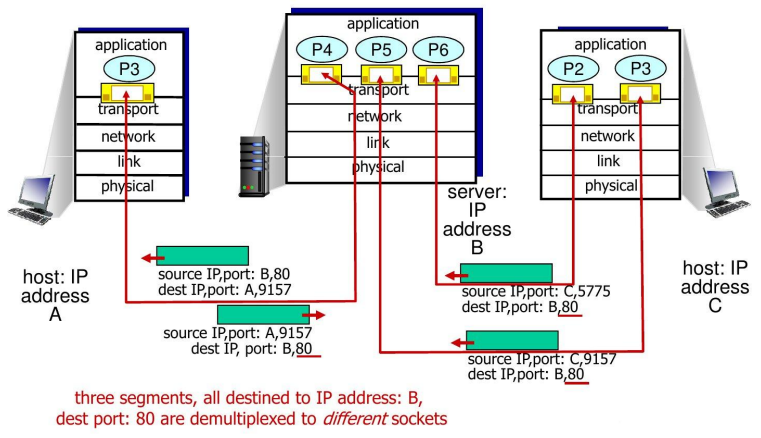 application
P3
transport
network
link
physical
host: IP
address
A
application
P4 P5 P6
transport
network
link
physical
server:
IP
address
B
application
P2 P3
transport
network
link
physical
host: IP
address
C
source IP,port: B,80
dest IP,port: A,9157
source IP,port: A,9157
dest IP, port: B,80
source IP,port: C,5775
dest IP,port: B,80
source IP,port: C,9157
dest IP,port: B,80
three segments, all destined to IP address: B,
dest port: 80 are demultiplexed to different sockets